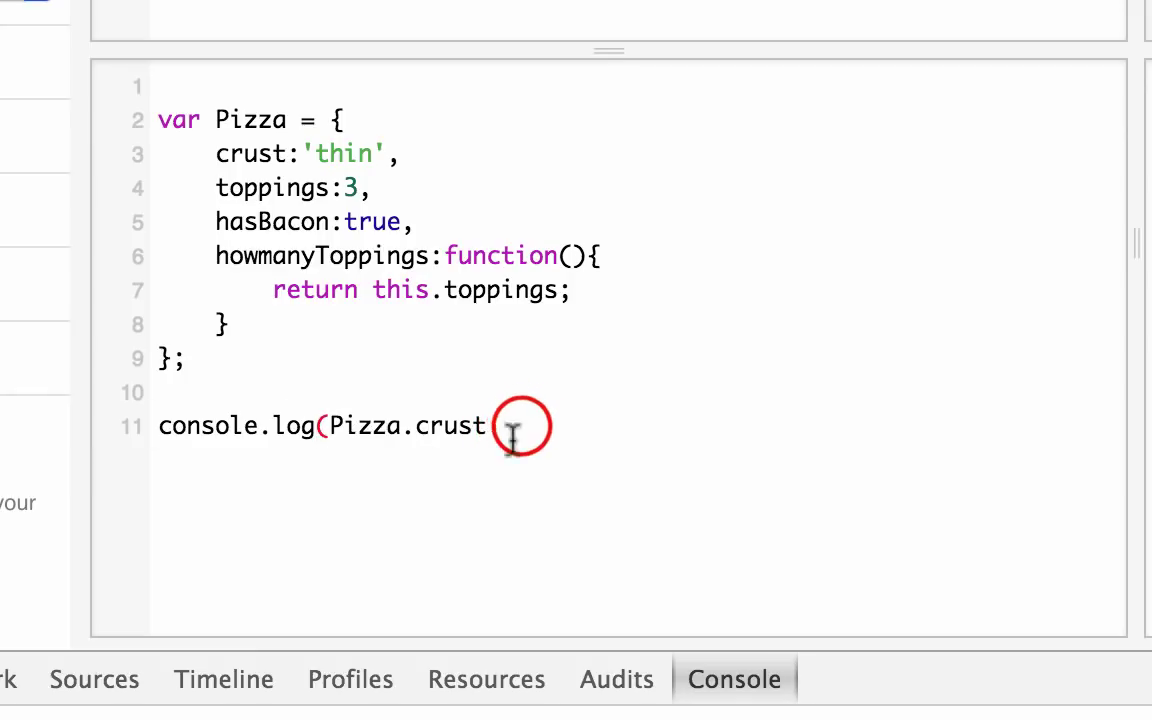 1
2 var Pizza = {
3 crust:'thin',
4 toppings:3,
5 hasBacon:true,
6 howmanyToppings:function(){
7 return this.toppings;
8 }
9 };
10
11 console.log(Pizza.crust
your
rk Sources Timeline Profiles Resources Audits Console